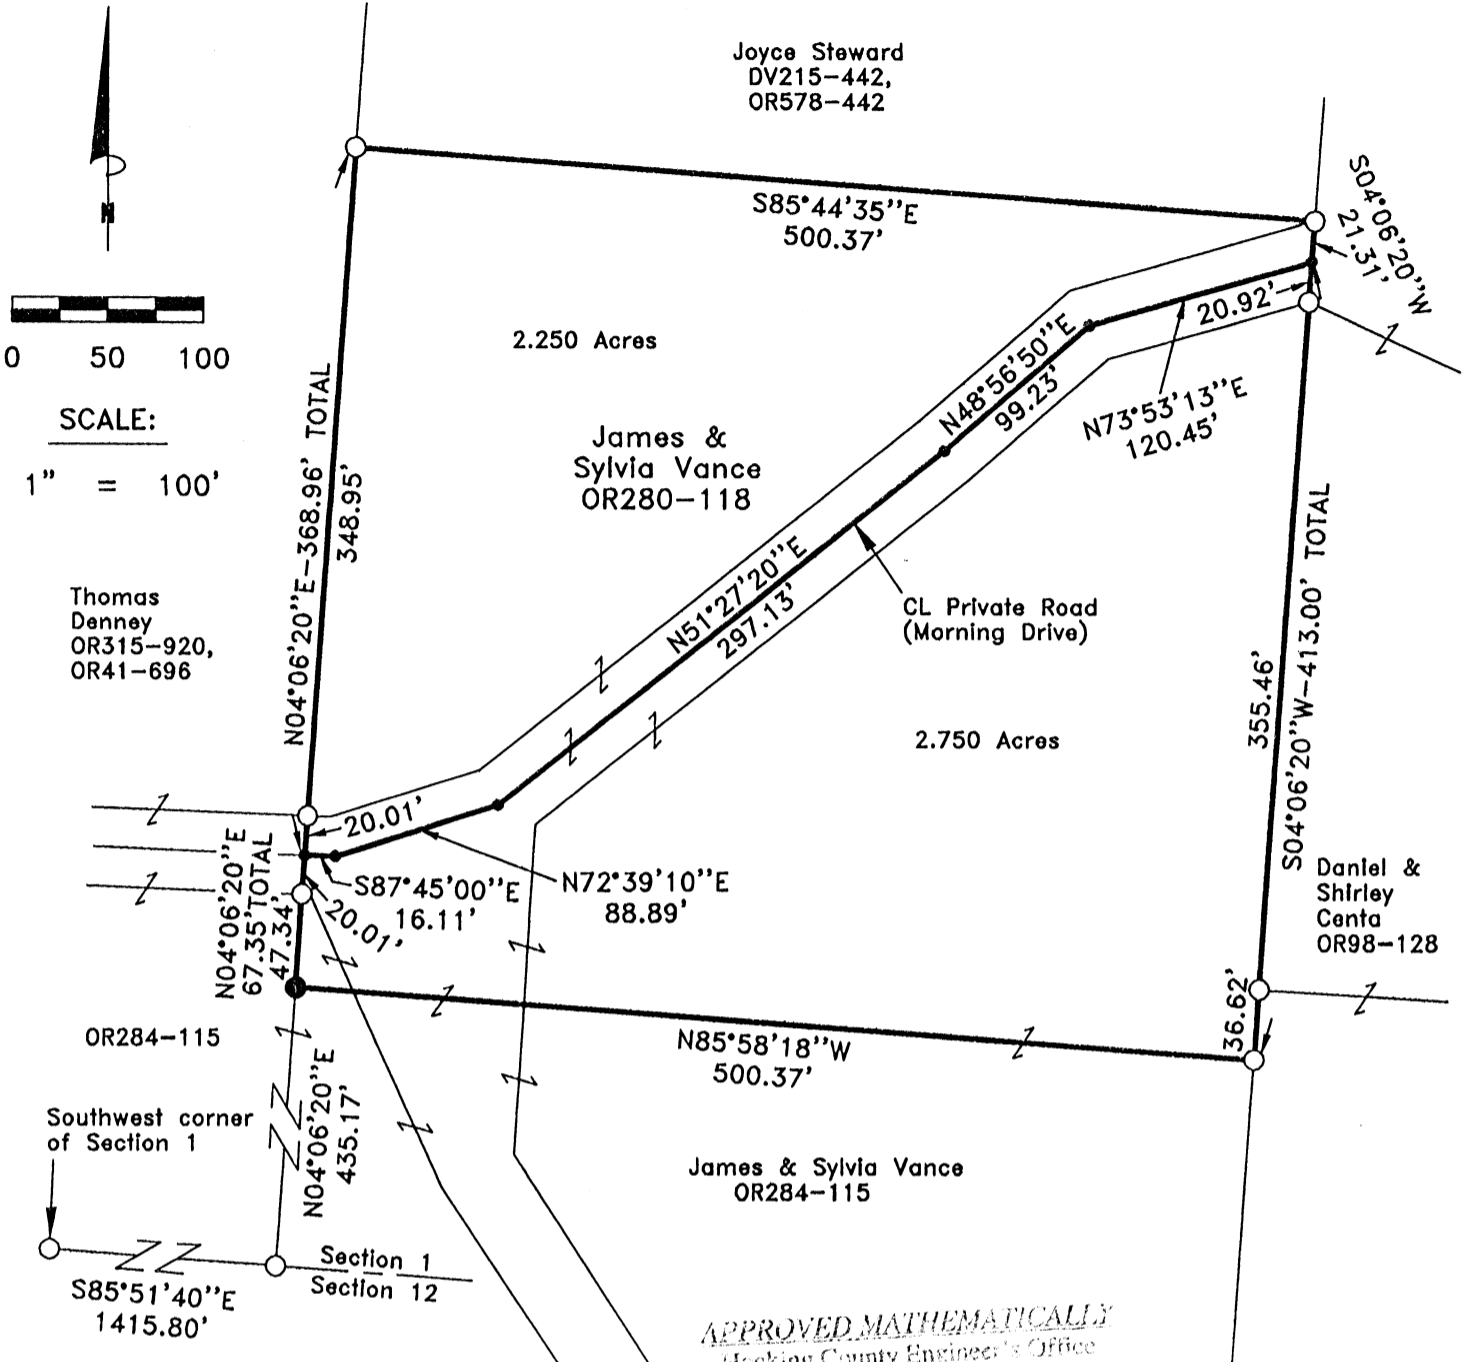 Joyce Steward
DV215-442,
OR578-442
N
S85°44'35"E
500.37'
S04°06'20"W
21.31'
0 50 100
SCALE:
1" = 100'
2.250 Acres
20.92'
N48°56'50"E
99.23'
N73°53'13"E
120.45'
James &
Sylvia Vance
OR280-118
N04°06'20"E-368.96' TOTAL
348.95'
Thomas
Denney
OR315-920,
OR41-696
N51°27'20"E
297.13'
CL Private Road
(Morning Drive)
355.46'
S04°06'20"W-413.00' TOTAL
2.750 Acres
20.01'
N04°06'20"E
67.35' TOTAL
47.34'
S87°45'00"E
16.11'
20.01'
N72°39'10"E
88.89'
Daniel &
Shirley
Centa
OR98-128
36.62'
OR284-115
N85°58'18"W
500.37'
N04°06'20"E
435.17'
Southwest corner
of Section 1
James & Sylvia Vance
OR284-115
Section 1
Section 12
S85°51'40"E
1415.80'
APPROVED MATHEMATICALLY
Hocking County Engineer's Office